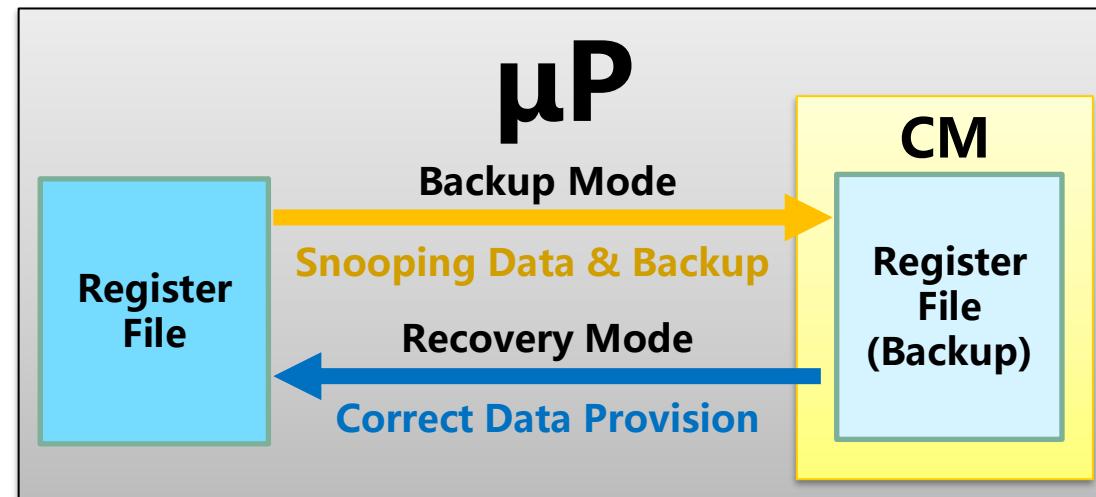 µP
CM
Backup Mode
Snooping Data & Backup
Register
File
Recovery Mode
Correct Data Provision
Register
File
(Backup)